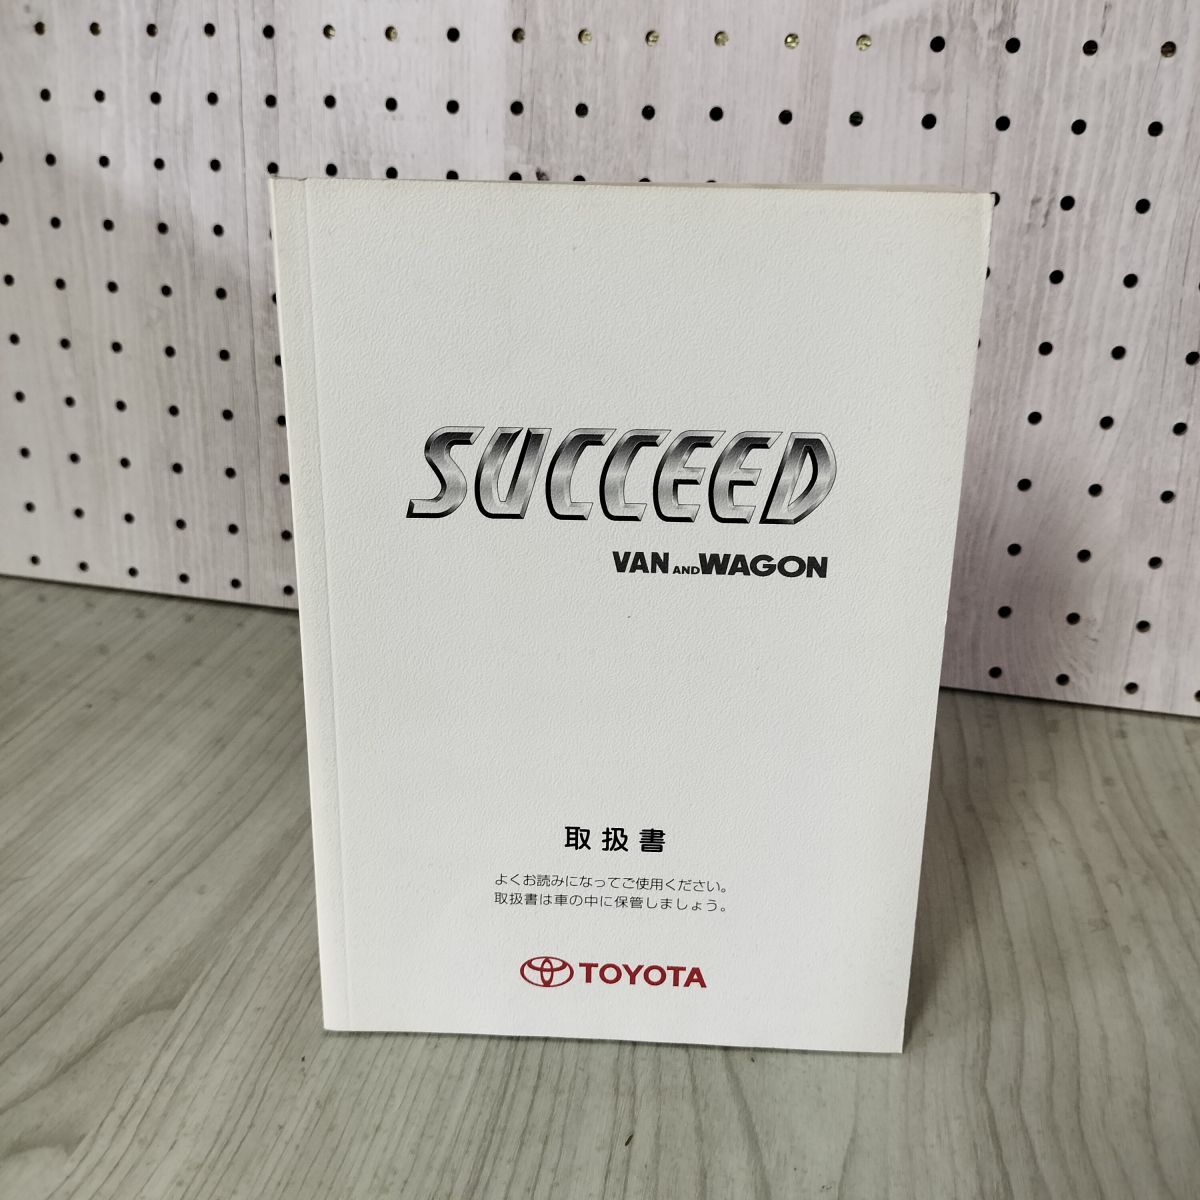 SUCCEED
VAN AND WAGON
取扱書
よくお読みになってご使用ください。
取扱書は車の中に保管しましょう。
TOYOTA